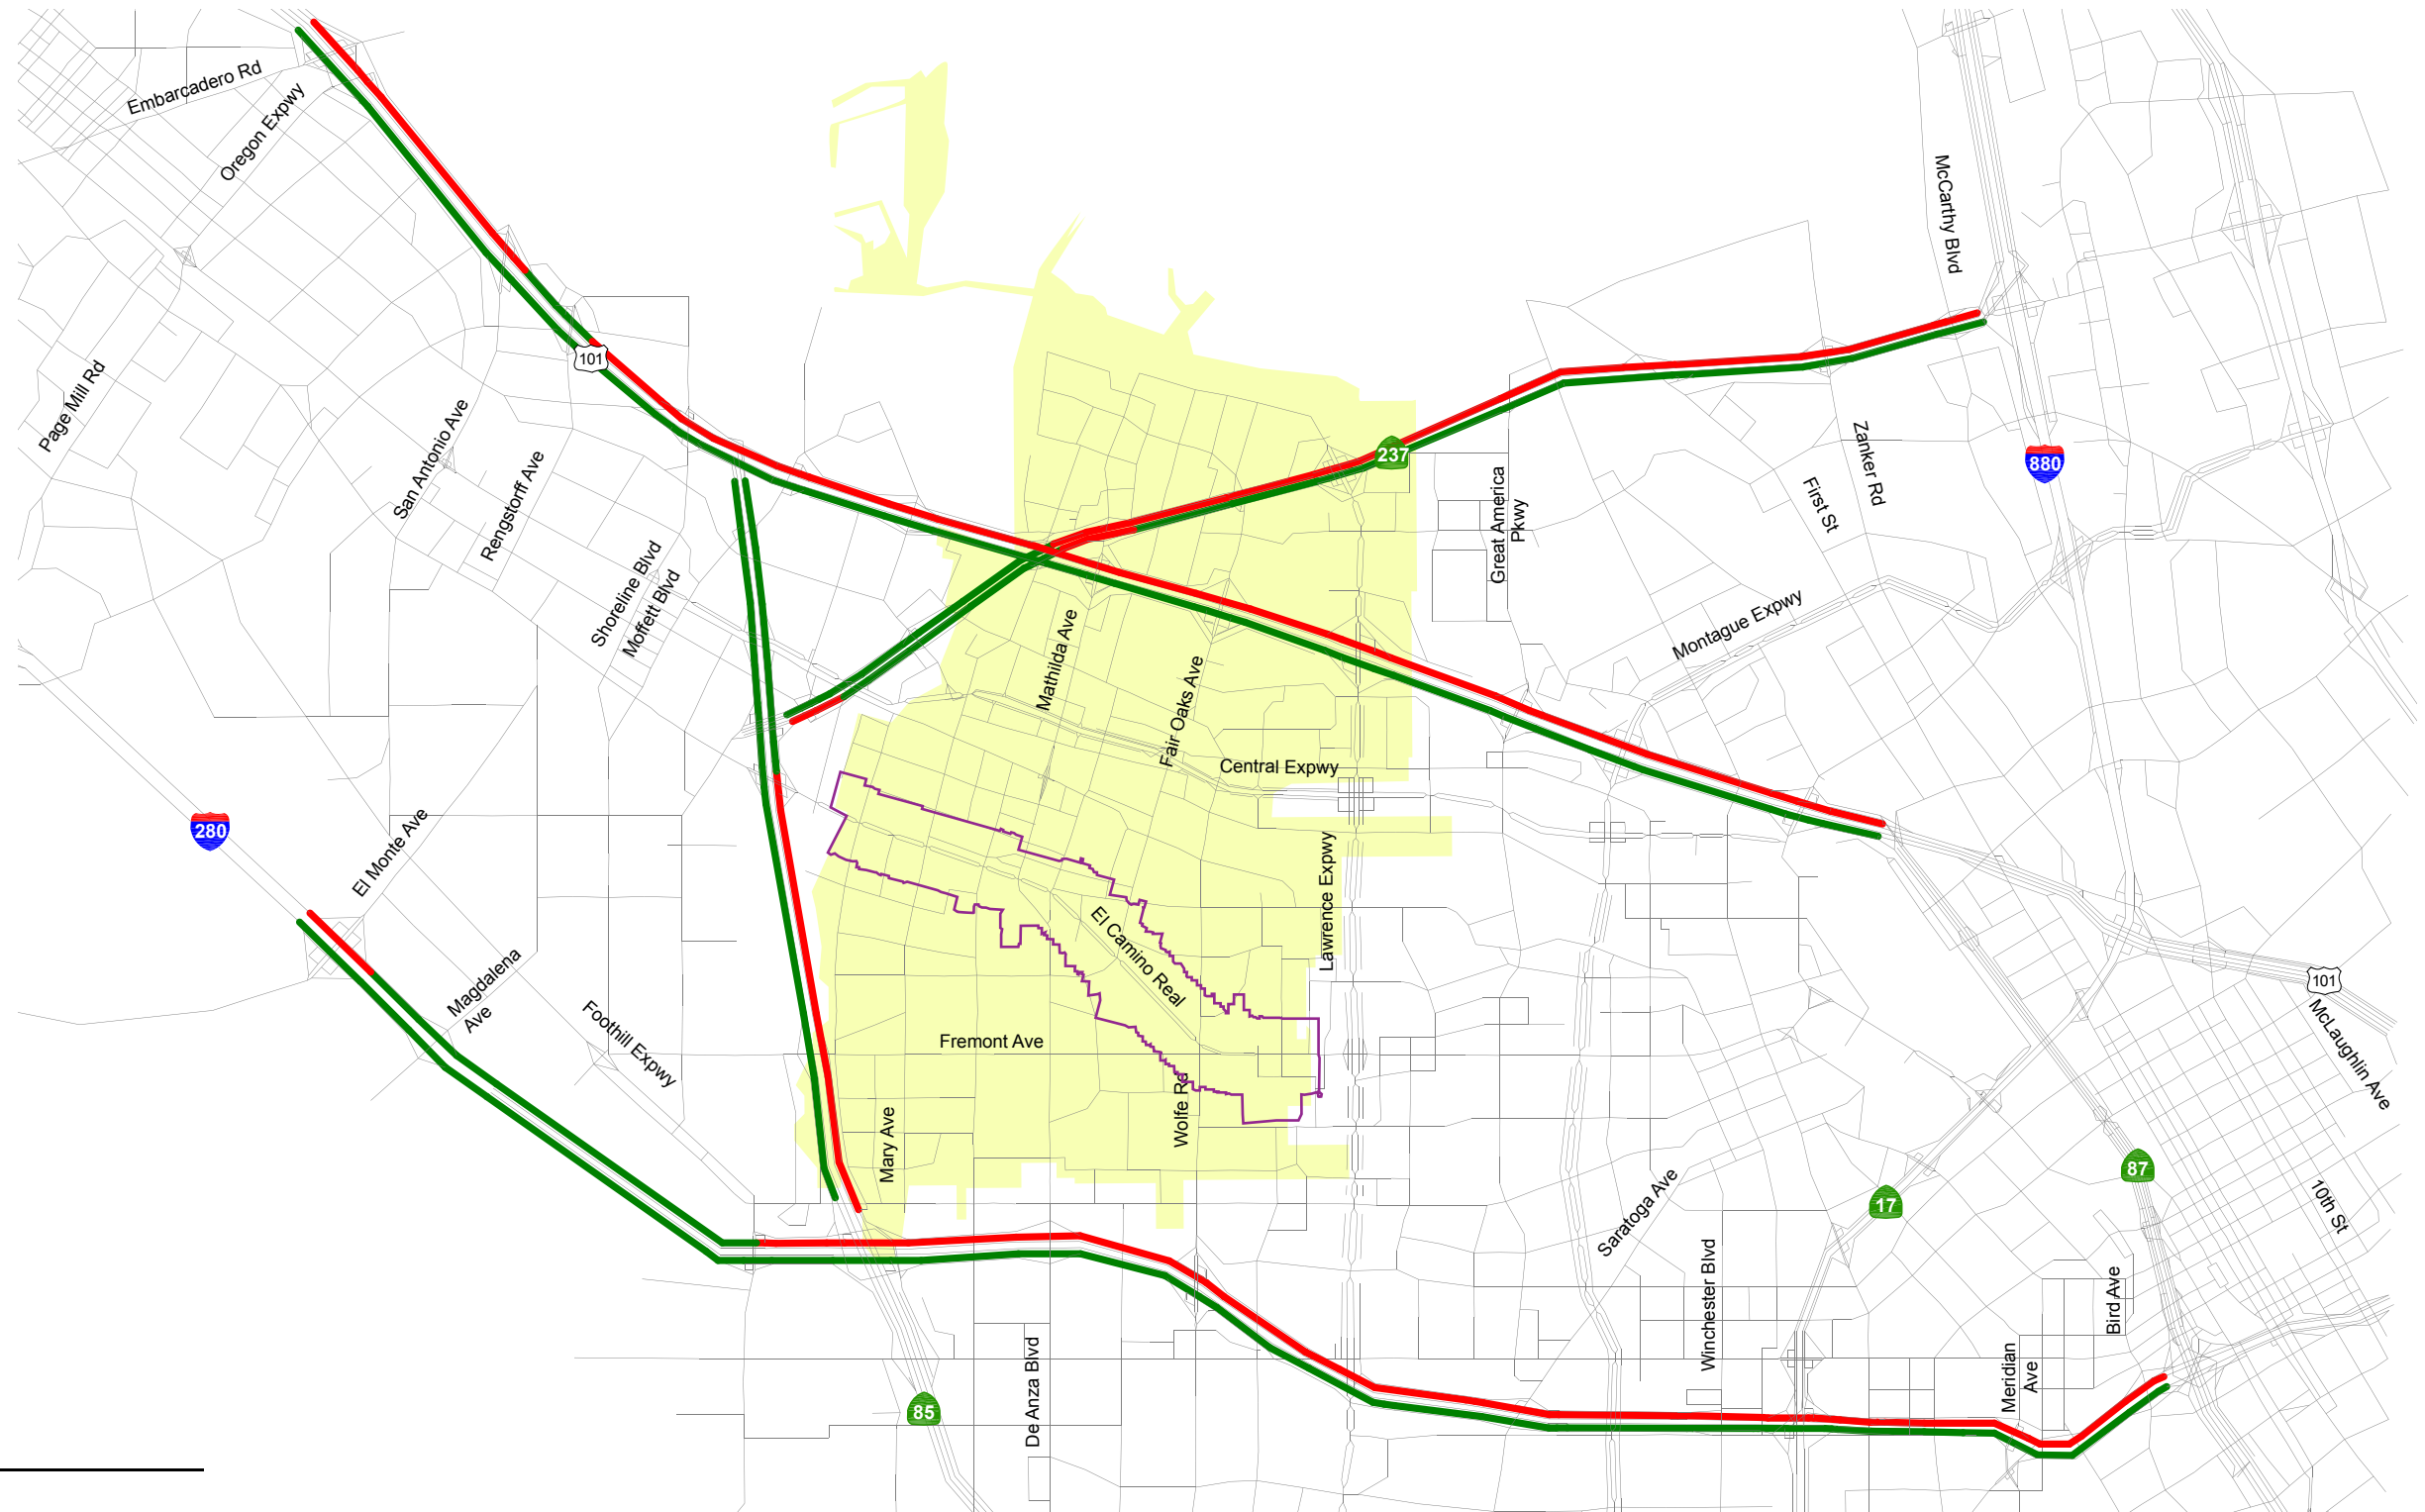 Embarcadero Rd
Oregon Expwy
McCarthy Blvd
101
Page Mill Rd
San Antonio Ave
Rengstorff Ave
237
Great America
Pkwy
Zanker Rd
First St
880
Shoreline Blvd
Moffett Blvd
Mathilda Ave
Fair Oaks Ave
Montague Expwy
Central Expwy
280
El Monte Ave
Lawrence Expwy
El Camino Real
Magdalena
Ave
Foothill Expwy
Fremont Ave
101
McLaughlin Ave
Mary Ave
Wolfe Rd
87
17
10th St
Saratoga Ave
Winchester Blvd
Bird Ave
Meridian
Ave
De Anza Blvd
85